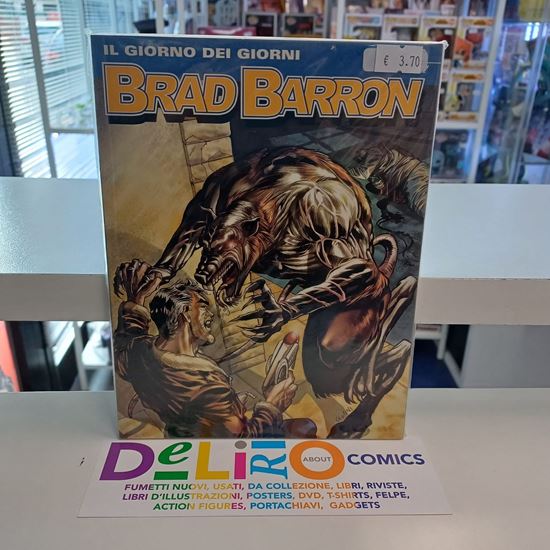 IL GIORNO DEI GIORNI
€ 3.70
BRAD BARRON
DeLiRiO ABOUT COMICS
FUMETTI NUOVI, USATI, DA COLLEZIONE, LIBRI, RIVISTE,
LIBRI D'ILLUSTRAZIONI, POSTERS, DVD, T-SHIRTS, FELPE,
ACTION FIGURES, PORTACHIAVI, GADGETS